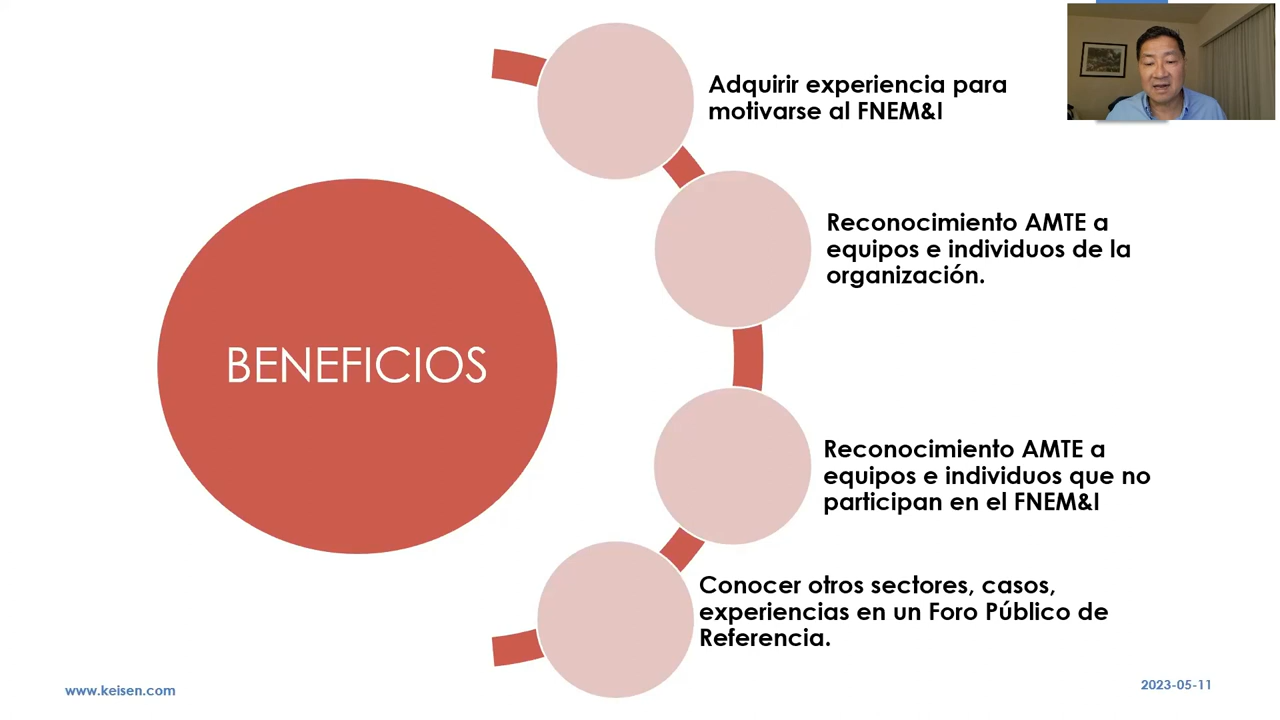 Adquirir experiencia para
motivarse al FNEM&I
Reconocimiento AMTE a
equipos e individuos de la
organización.
BENEFICIOS
Reconocimiento AMTE a
equipos e individuos que no
participan en el FNEM&I
Conocer otros sectores, casos,
experiencias en un Foro Público de
Referencia.
www.keisen.com
2023-05-11